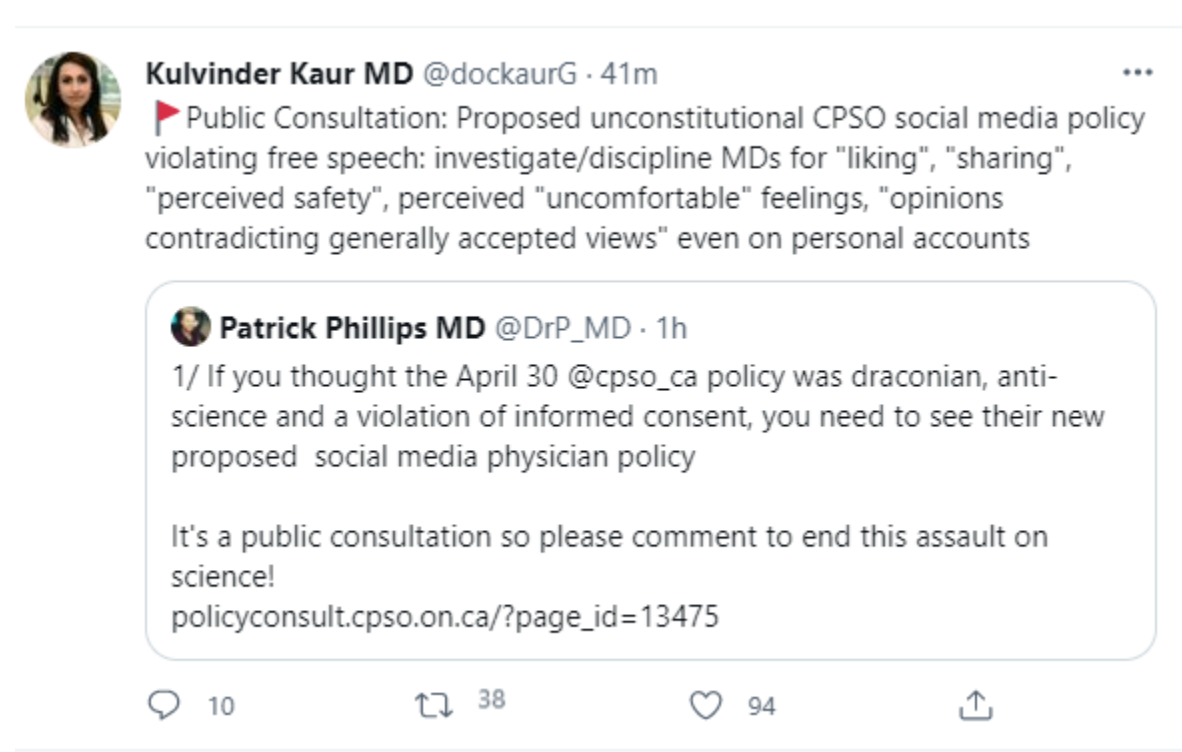 Kulvinder Kaur MD @dockaurG · 41m
🚩Public Consultation: Proposed unconstitutional CPSO social media policy
violating free speech: investigate/discipline MDs for "liking", "sharing",
"perceived safety", perceived "uncomfortable" feelings, "opinions
contradicting generally accepted views" even on personal accounts
Patrick Phillips MD @DrP_MD · 1h
1/ If you thought the April 30 @cpso_ca policy was draconian, anti-
science and a violation of informed consent, you need to see their new
proposed  social media physician policy
It's a public consultation so please comment to end this assault on
science!
policyconsult.cpso.on.ca/?page_id=13475
10 38 94